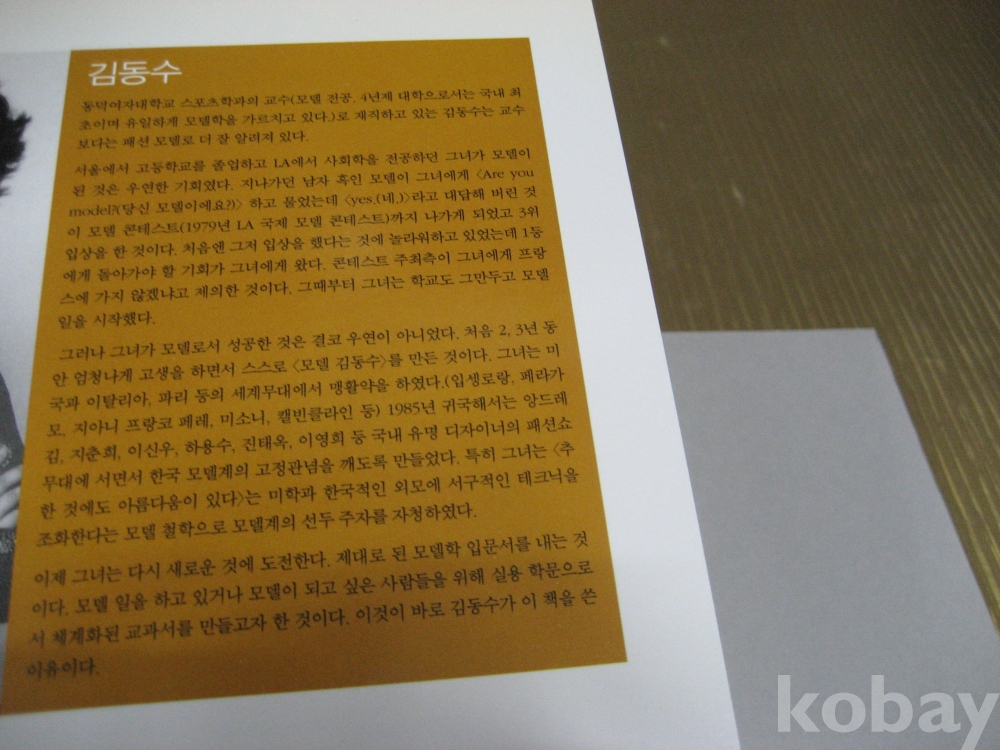 김동수
동덕여자대학교 스포츠학과의 교수(모델 전공. 4년제 대학으로서는 국내 최
초이며 유일하게 모델학을 가르치고 있다.)로 재직하고 있는 김동수는 교수
보다는 패션 모델로 더 잘 알려져 있다.
서울에서 고등학교를 졸업하고 LA에서 사회학을 전공하던 그녀가 모델이
된 것은 우연한 기회였다. 지나가던 남자 흑인 모델이 그녀에게 〈Are you
model?(당신 모델이에요?)〉 하고 물었는데 〈yes.(네.)〉라고 대답해 버린 것
이 모델 콘테스트(1979년 LA 국제 모델 콘테스트)까지 나가게 되었고 3위
입상을 한 것이다. 처음엔 그저 입상을 했다는 것에 놀라워하고 있었는데 1등
에게 돌아가야 할 기회가 그녀에게 왔다. 콘테스트 주최측이 그녀에게 프랑
스에 가지 않겠냐고 제의한 것이다. 그때부터 그녀는 학교도 그만두고 모델
일을 시작했다.
그러나 그녀가 모델로서 성공한 것은 결코 우연이 아니었다. 처음 2, 3년 동
안 엄청나게 고생을 하면서 스스로 〈모델 김동수〉를 만든 것이다. 그녀는 미
국과 이탈리아, 파리 등의 세계무대에서 맹활약을 하였다.(입생로랑, 페라가
모, 지아니 프랑코 페레, 미소니, 캘빈클라인 등) 1985년 귀국해서는 앙드레
김, 지춘희, 이신우, 하용수, 진태옥, 이영희 등 국내 유명 디자이너의 패션쇼
무대에 서면서 한국 모델계의 고정관념을 깨도록 만들었다. 특히 그녀는 〈추
한 것에도 아름다움이 있다〉는 미학과 한국적인 외모에 서구적인 테크닉을
조화한다는 모델 철학으로 모델계의 선두 주자를 자청하였다.
이제 그녀는 다시 새로운 것에 도전한다. 제대로 된 모델학 입문서를 내는 것
이다. 모델 일을 하고 있거나 모델이 되고 싶은 사람들을 위해 실용 학문으로
서 체계화된 교과서를 만들고자 한 것이다. 이것이 바로 김동수가 이 책을 쓴
이유이다.
kobay